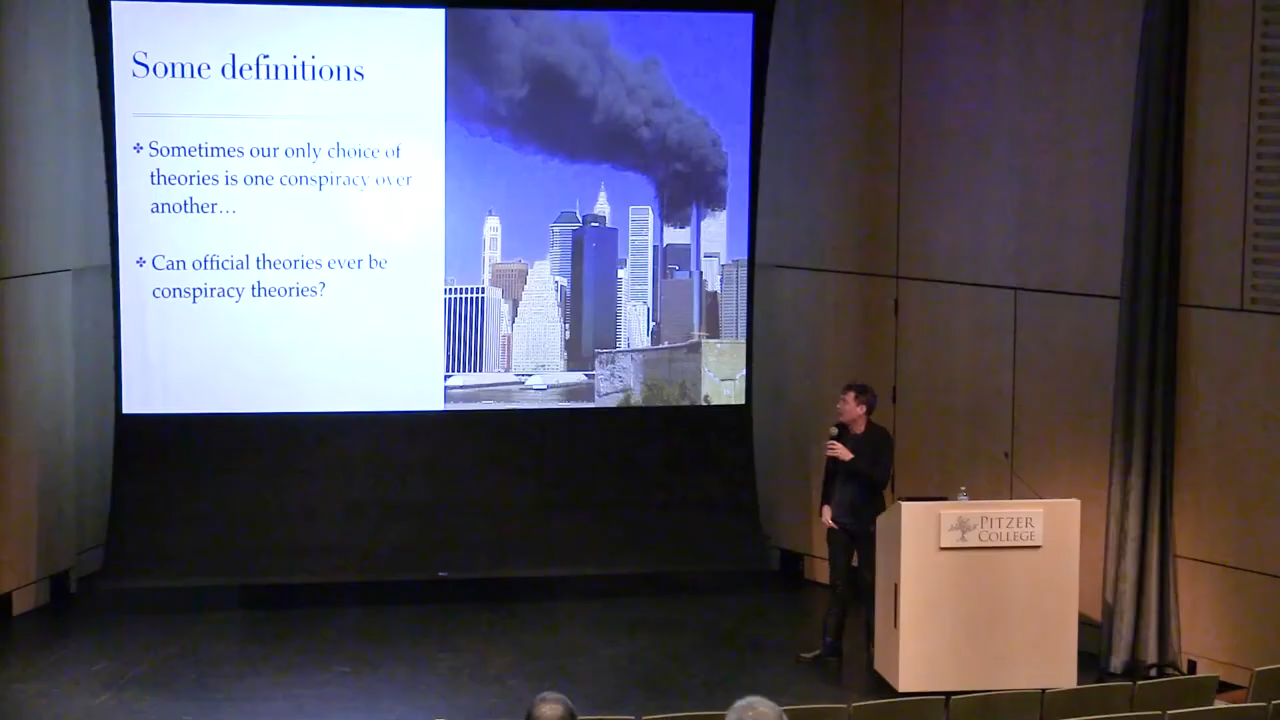 Some definitions
Sometimes our only choice of
theories is one conspiracy over
another…
Can official theories ever be
conspiracy theories?
PITZER
COLLEGE